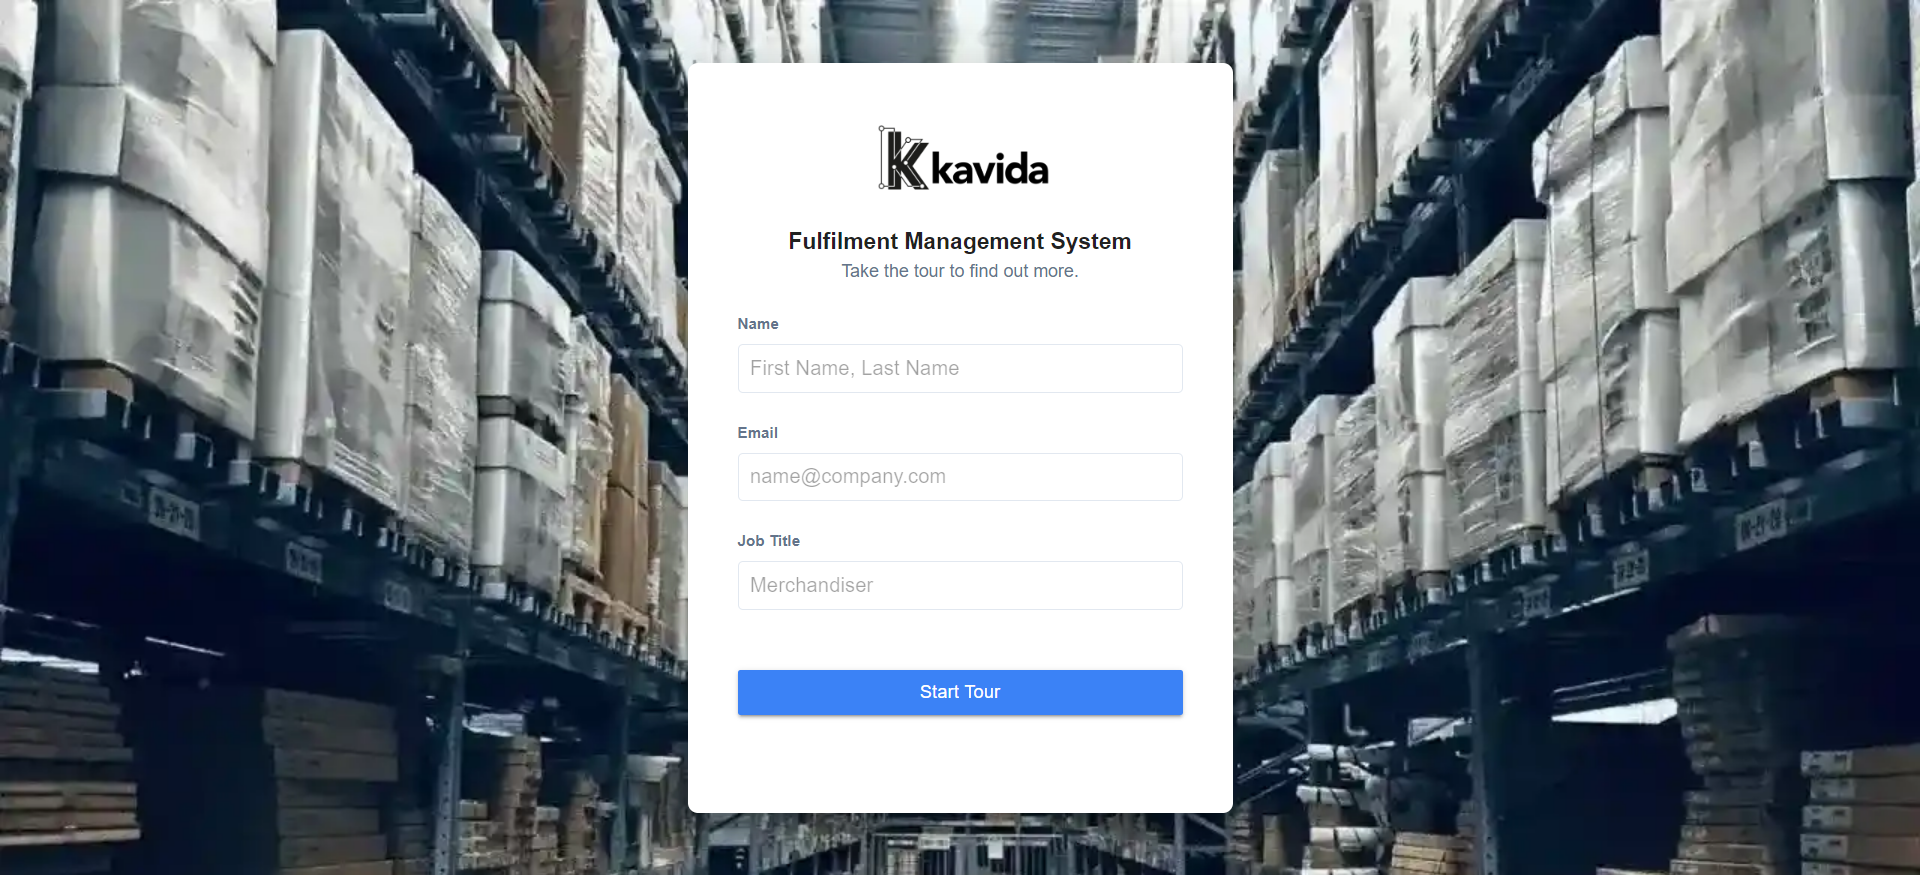 kavida
Fulfilment Management System
Take the tour to find out more.
Name
First Name, Last Name
Email
name@company.com
Job Title
Merchandiser
Start Tour